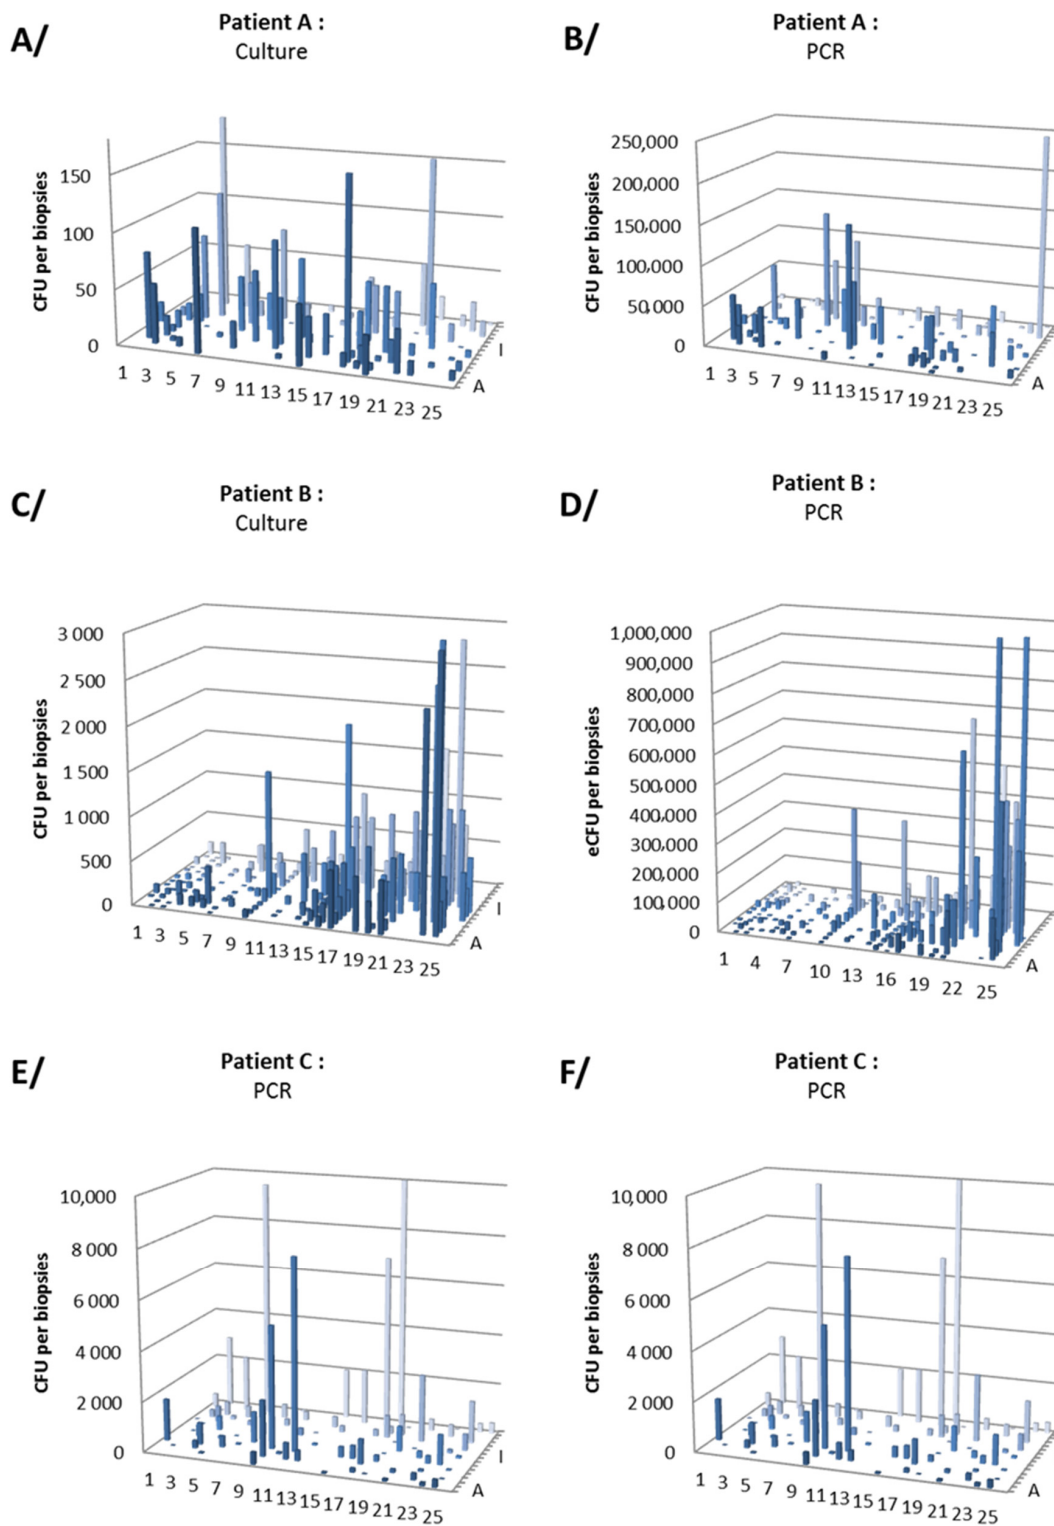 A/
Patient A :
Culture
CFU per biopsies
150
100
50
0
1 3 5 7 9 11 13 15 17 19 21 23 25
A
I
B/
Patient A :
PCR
CFU per biopsies
250,000
200,000
150,000
100,000
50,000
0
1 3 5 7 9 11 13 15 17 19 21 23 25
A
C/
Patient B :
Culture
CFU per biopsies
3 000
2 500
2 000
1 500
1 000
500
0
1 3 5 7 9 11 13 15 17 19 21 23 25
A
I
D/
Patient B :
PCR
eCFU per biopsies
1,000,000
900,000
800,000
700,000
600,000
500,000
400,000
300,000
200,000
100,000
0
1 4 7 10 13 16 19 22 25
A
E/
Patient C :
PCR
CFU per biopsies
10,000
8 000
6 000
4 000
2 000
0
1 3 5 7 9 11 13 15 17 19 21 23 25
A
I
F/
Patient C :
PCR
CFU per biopsies
10,000
8 000
6 000
4 000
2 000
0
1 3 5 7 9 11 13 15 17 19 21 23 25
A
I